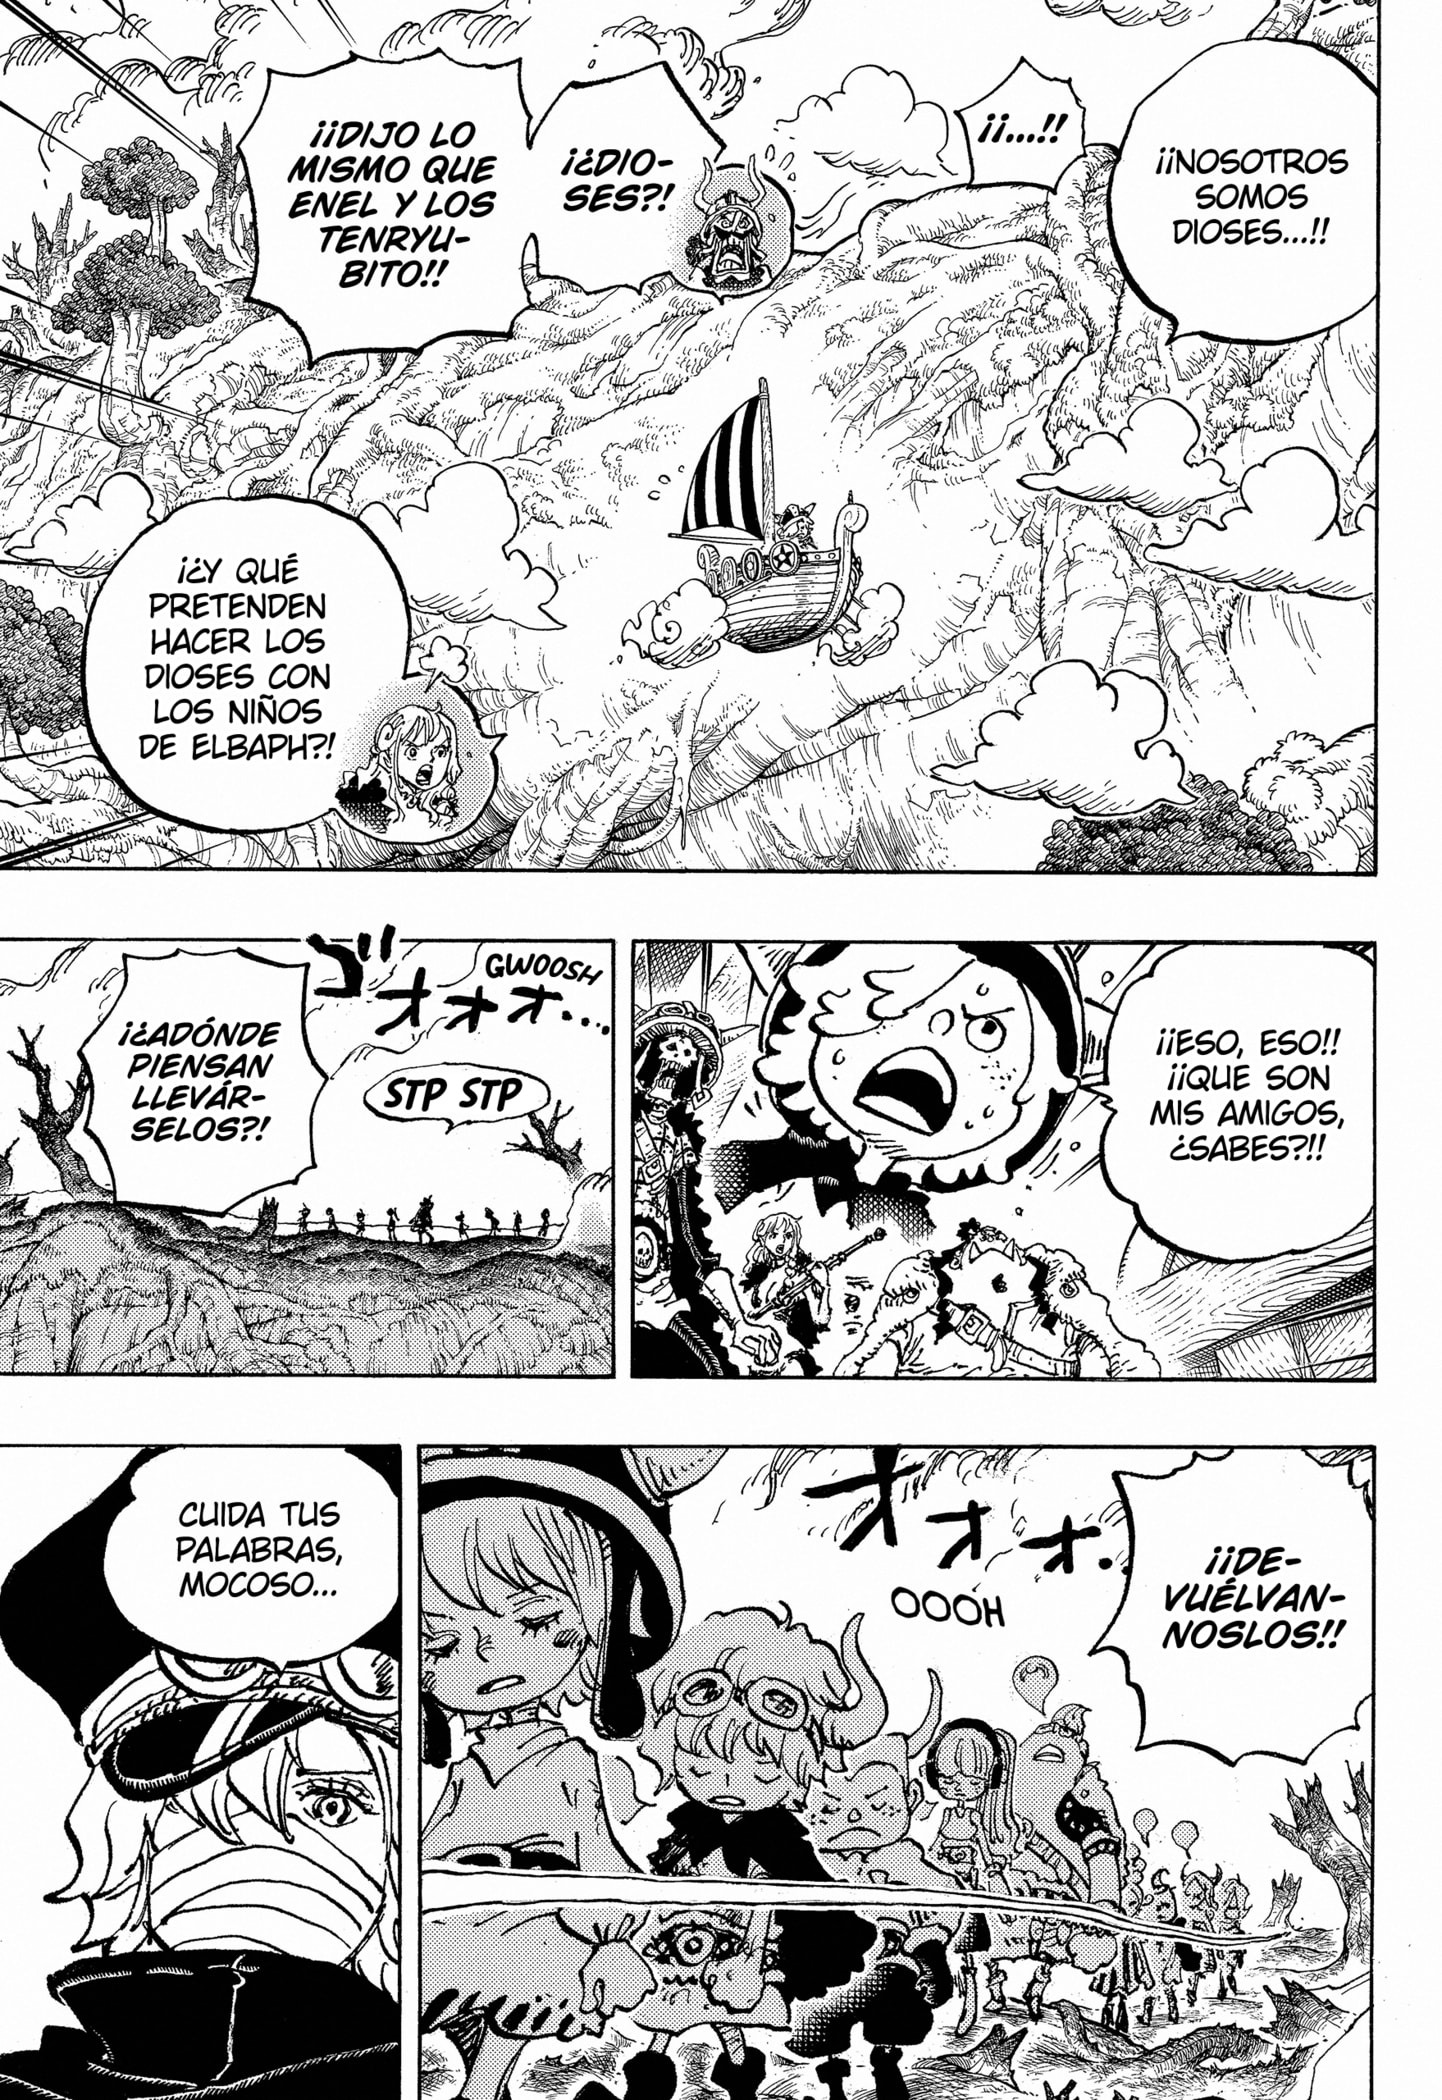 ¡¡NOSOTROS
SOMOS
DIOSES...!!
¡¡...!!
¡¿DIO-
SES?!
¡¡DIJO LO
MISMO QUE
ENEL Y LOS
TENRYU-
BITO!!
¡¿Y QUÉ
PRETENDEN
HACER LOS
DIOSES CON
LOS NIÑOS
DE ELBAPH?!
¡¡ESO, ESO!!
¡¡QUE SON
MIS AMIGOS,
¿SABES?!!
ゴオオオ...
GWOOSH
STP STP
¡¿ADÓNDE
PIENSAN
LLEVÁR-
SELOS?!
¡¡DE-
VUÉLVAN-
NOSLOS!!
オオオ...
OOOH
CUIDA TUS
PALABRAS,
MOCOSO...